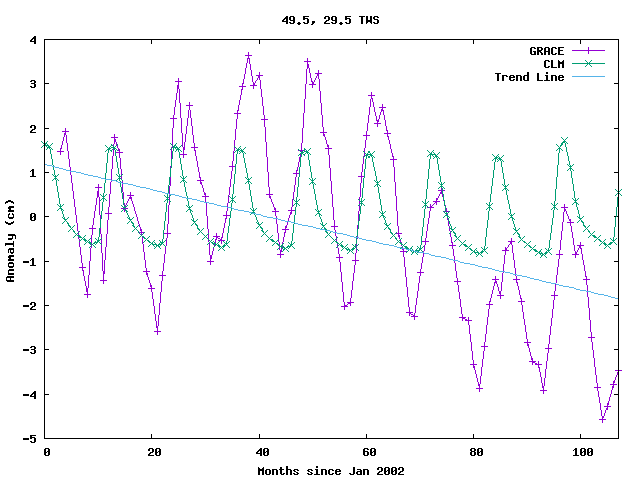 49.5, 29.5 TWS
GRACE
CLM
Trend Line
4
3
2
1
0
-1
-2
-3
-4
-5
Anomaly (cm)
0 20 40 60 80 100
Months since Jan 2002